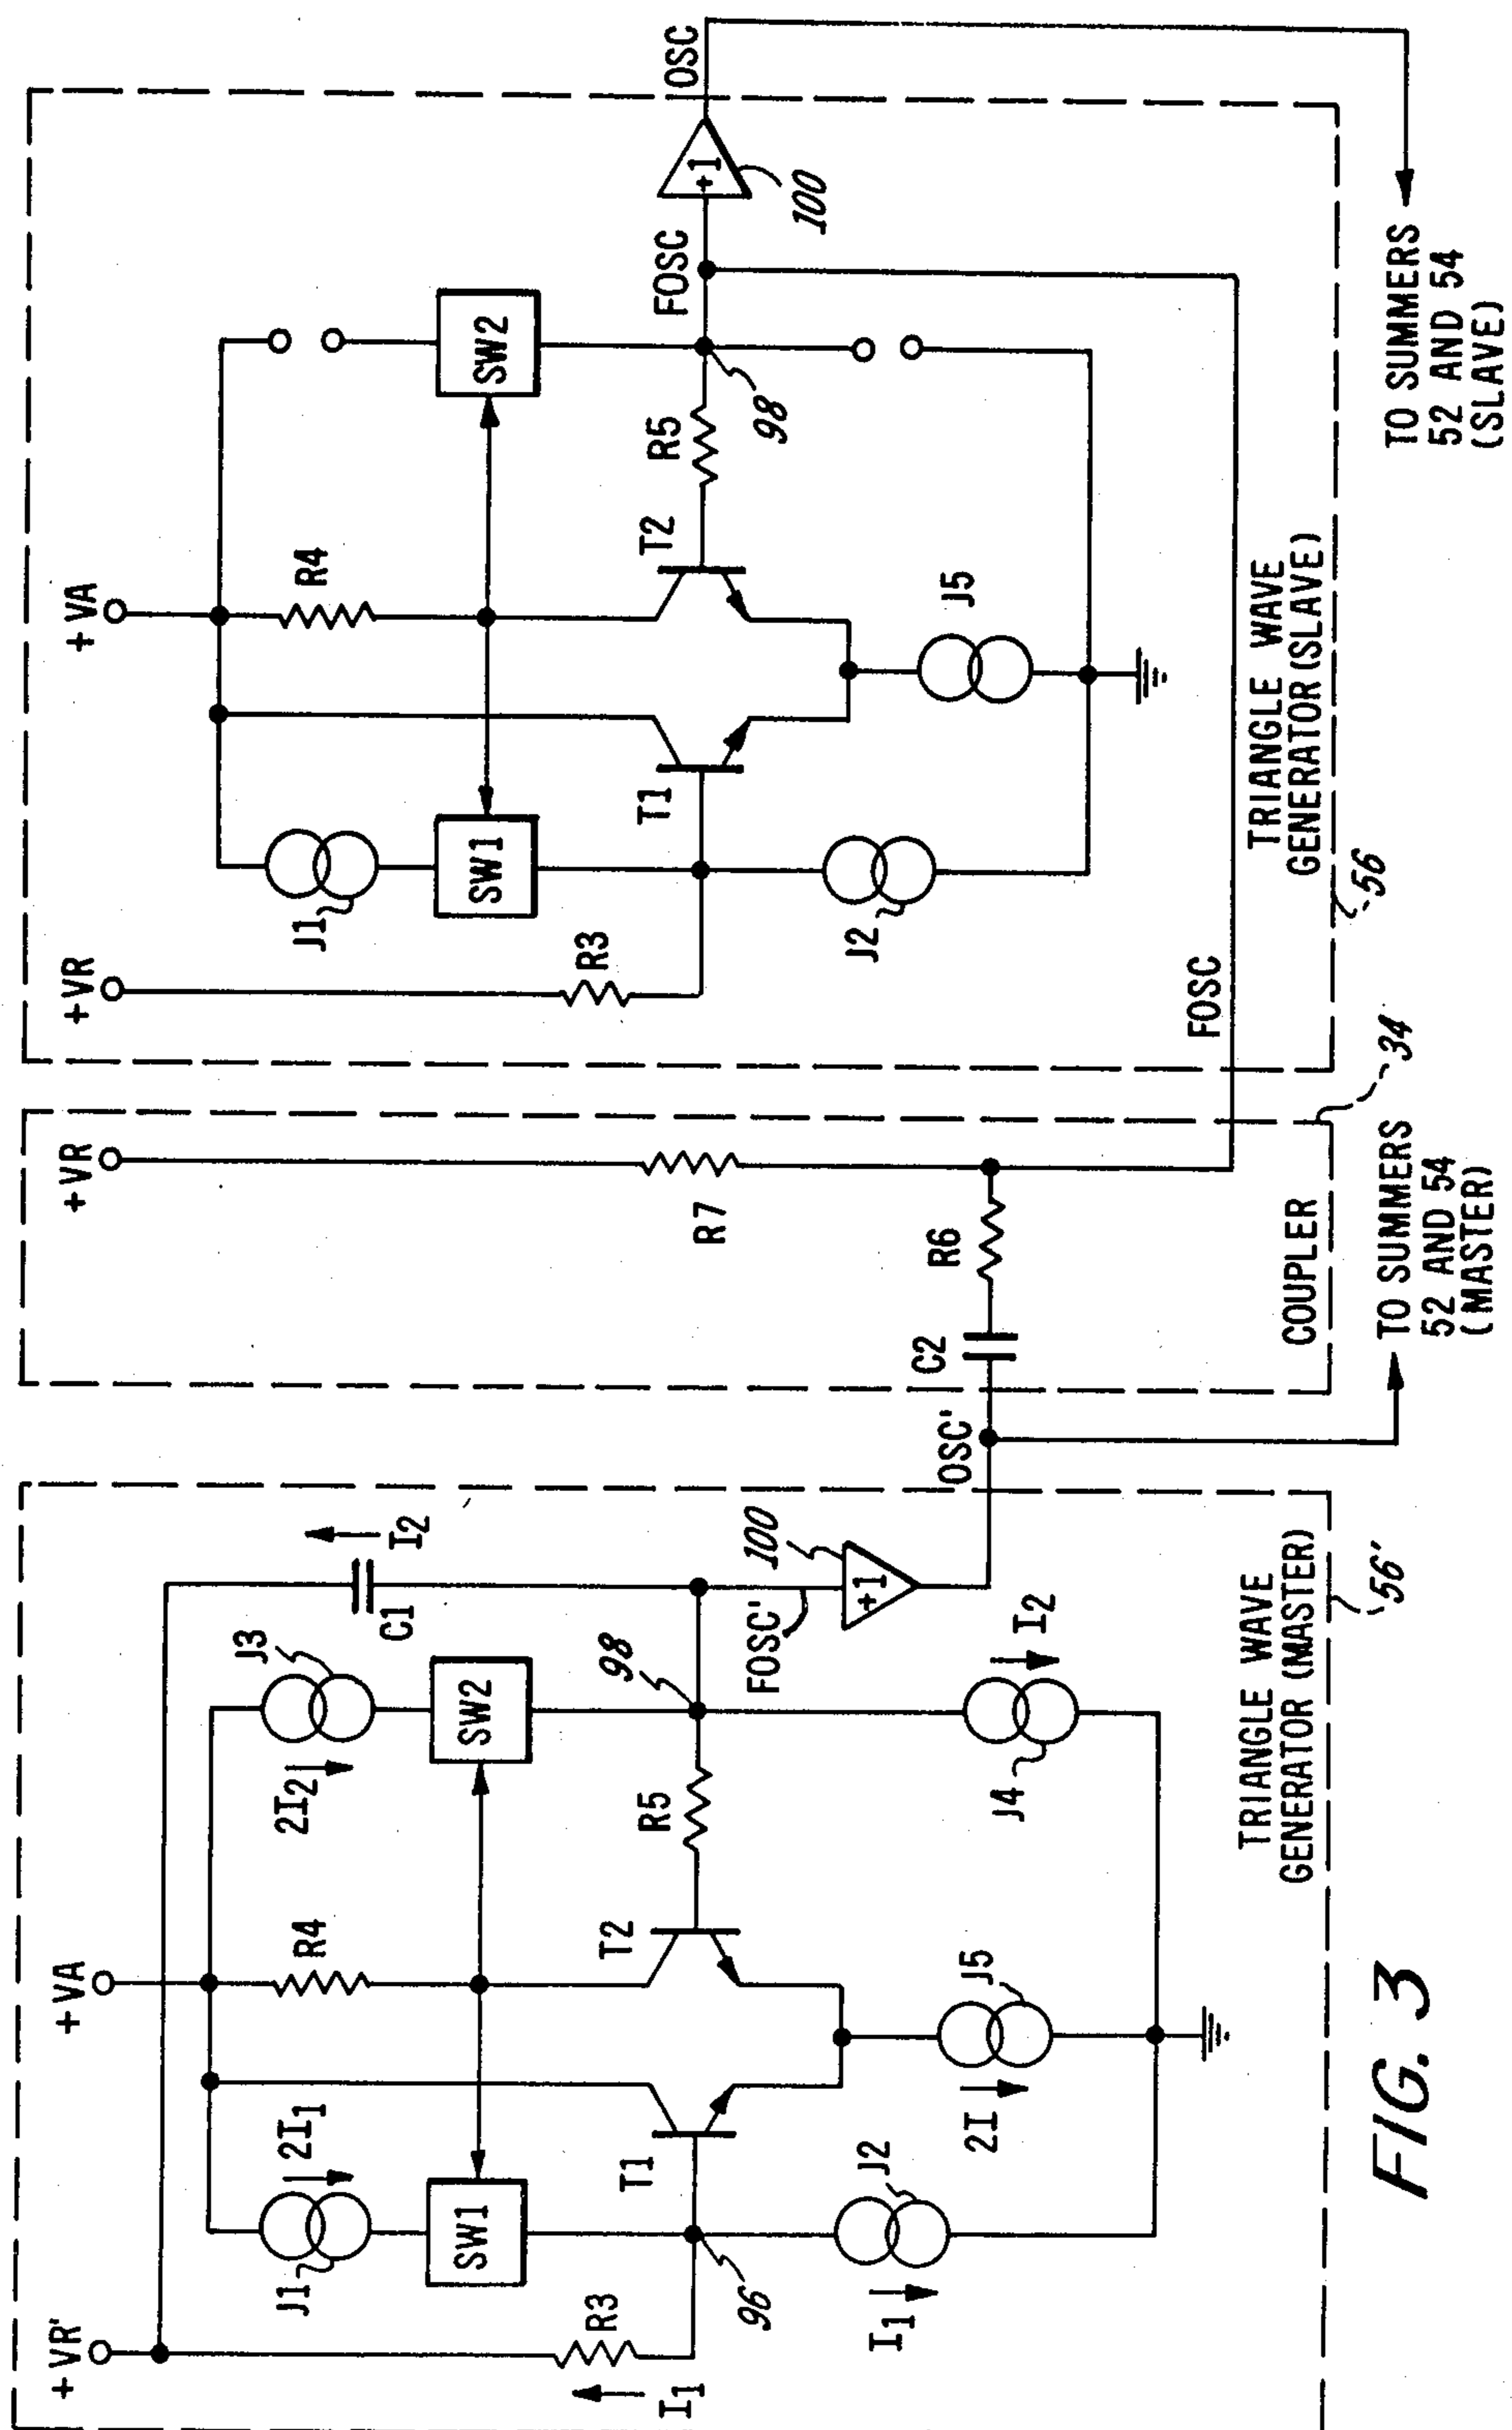 +VR'
I1
R3
96
J1
2I1
SW1
T1
J2
I1
+VA
R4
T2
J5
2I
J3
2I2
SW2
R5
98
J4
I2
C1
I2
FOSC'
100
+1
OSC'
TRIANGLE WAVE
GENERATOR (MASTER)
56'
+VR
R7
C2
R6
COUPLER
34
TO SUMMERS
52 AND 54
(MASTER)
+VR
R3
J1
SW1
T1
J2
+VA
R4
T2
J5
SW2
R5
98
FOSC
+1
100
OSC
FOSC
TRIANGLE WAVE
GENERATOR (SLAVE)
56
TO SUMMERS
52 AND 54
(SLAVE)
FIG. 3